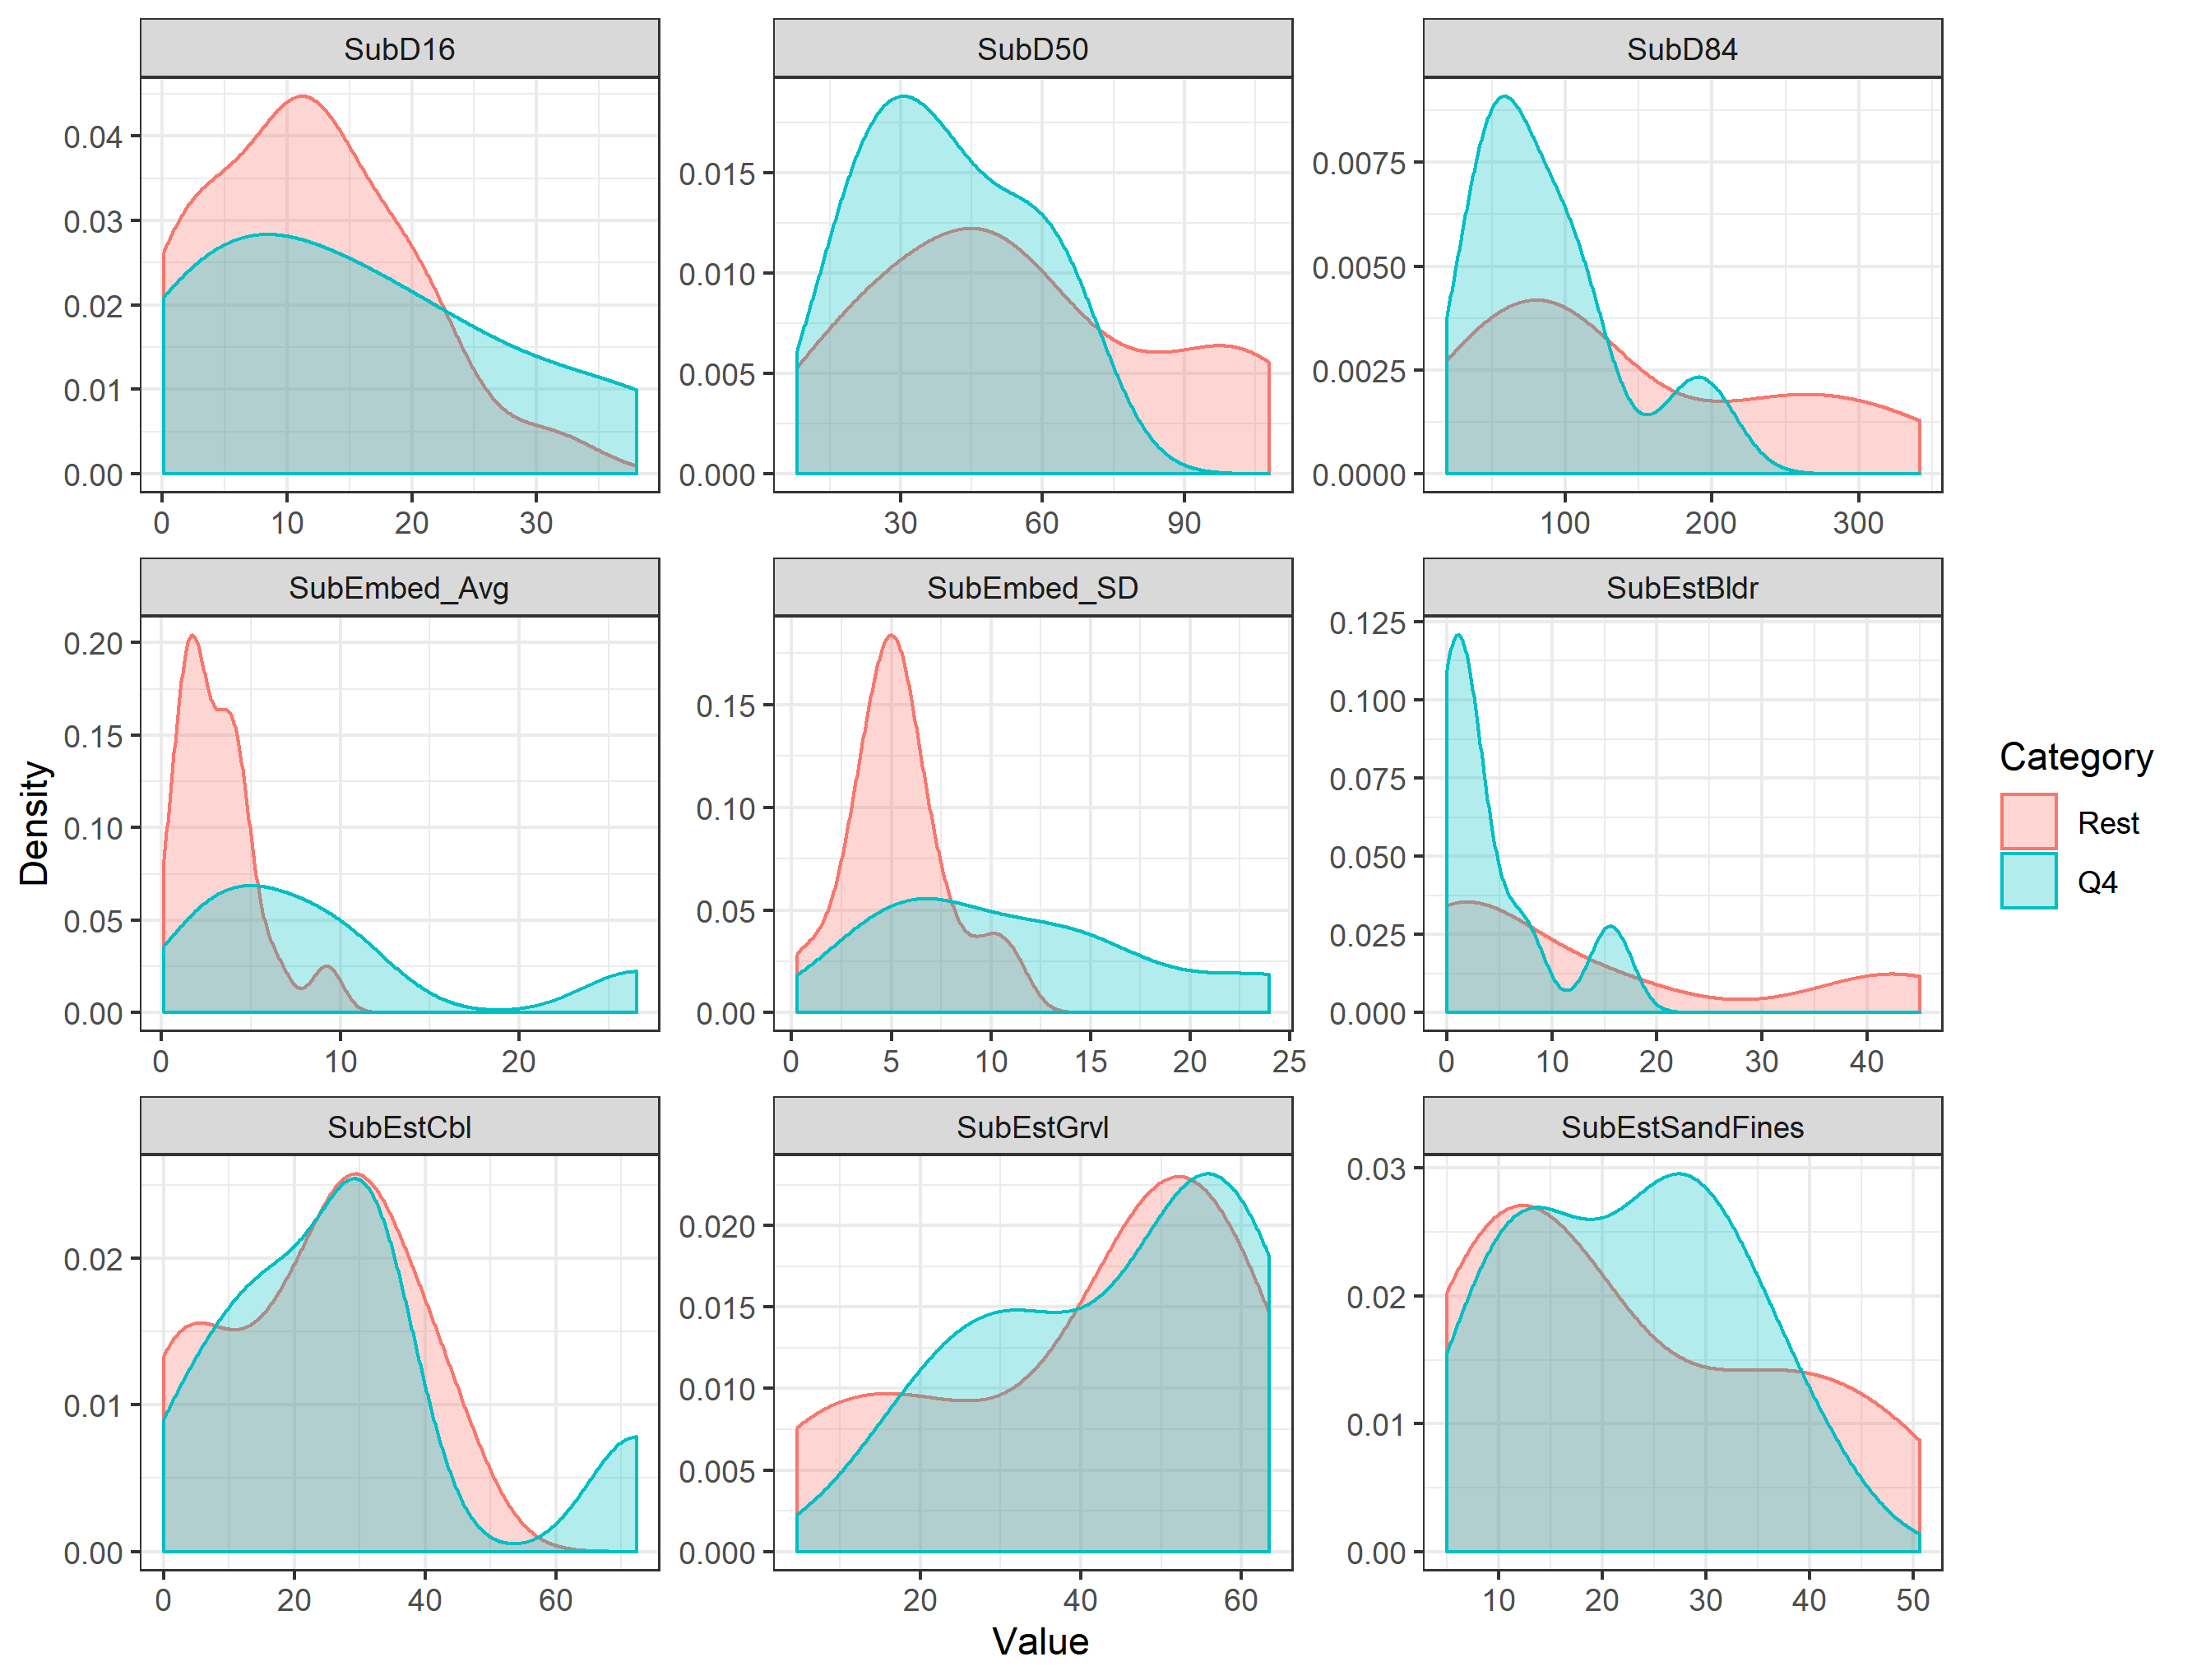 SubD16 SubD50 SubD84
0.04
0.03
0.02
0.01
0.00
0.015
0.010
0.005
0.000
0.0075
0.0050
0.0025
0.0000
0 10 20 30
30 60 90
100 200 300
SubEmbed_Avg SubEmbed_SD SubEstBldr
0.20
0.15
0.10
0.05
0.00
0.15
0.10
0.05
0.00
0.125
0.100
0.075
0.050
0.025
0.000
0 10 20
0 5 10 15 20 25
0 10 20 30 40
SubEstCbl SubEstGrvl SubEstSandFines
0.02
0.01
0.00
0.020
0.015
0.010
0.005
0.000
0.03
0.02
0.01
0.00
0 20 40 60
20 40 60
10 20 30 40 50
Density
Value
Category
Rest
Q4